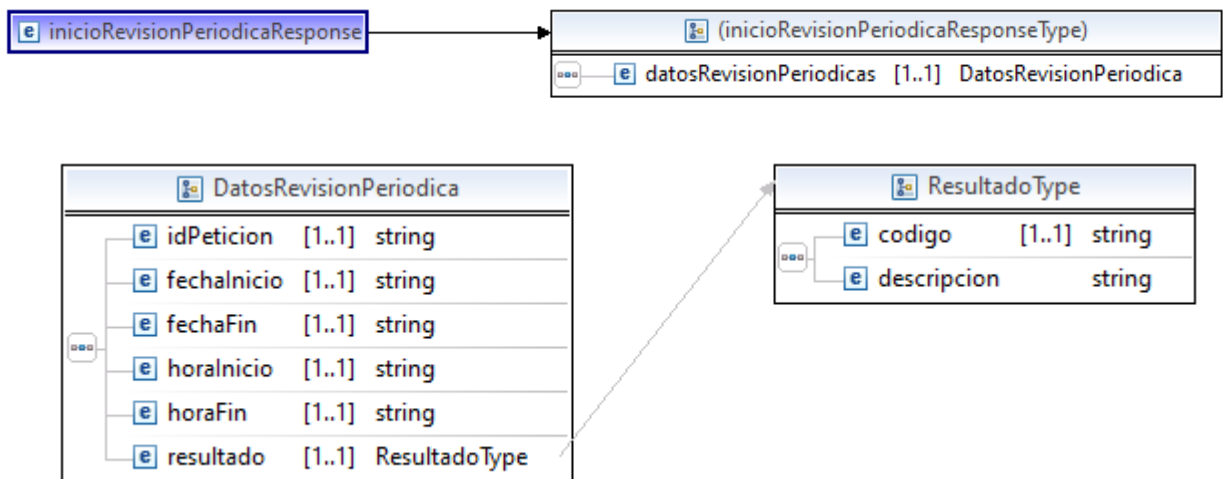 e inicioRevisionPeriodicaResponse
(inicioRevisionPeriodicaResponseType)
e datosRevisionPeriodicas [1..1] DatosRevisionPeriodica
DatosRevisionPeriodica
e idPeticion [1..1] string
e fechaInicio [1..1] string
e fechaFin [1..1] string
e horaInicio [1..1] string
e horaFin [1..1] string
e resultado [1..1] ResultadoType
ResultadoType
e codigo [1..1] string
e descripcion string